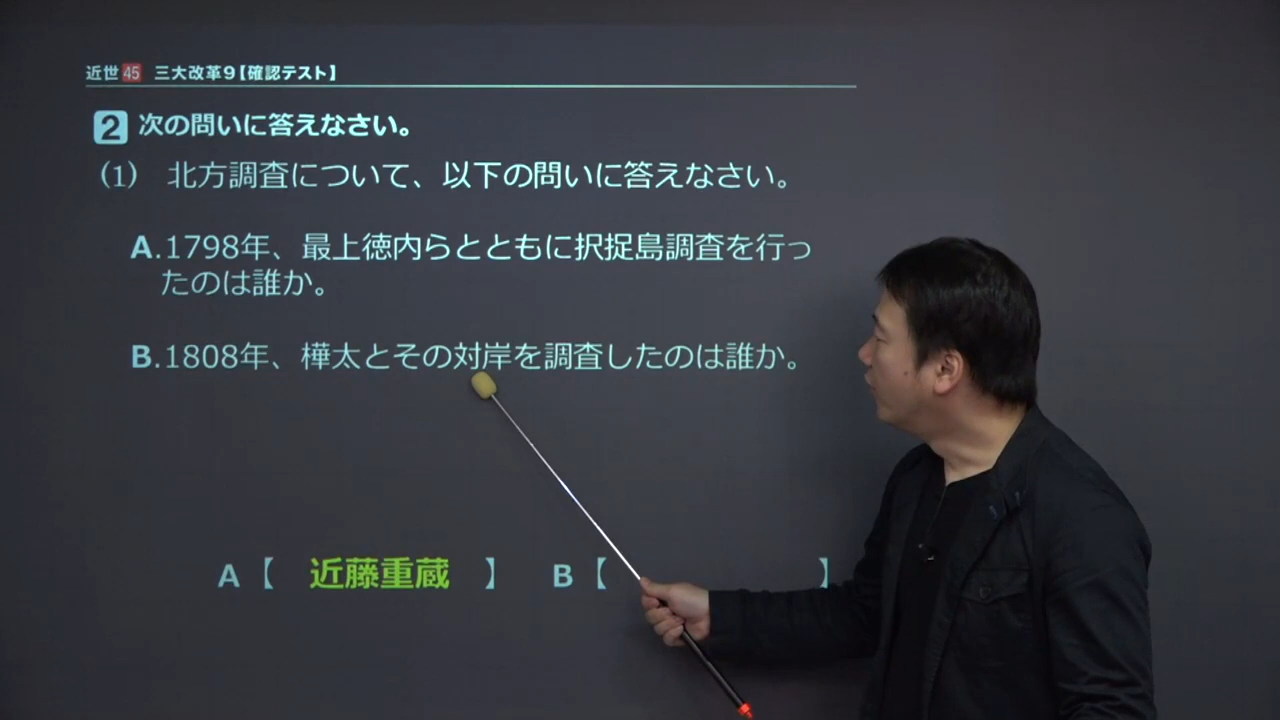 近世 45 三大改革9【確認テスト】
2 次の問いに答えなさい。
(1) 北方調査について、以下の問いに答えなさい。
A.1798年、最上徳内らとともに択捉島調査を行っ
たのは誰か。
B.1808年、樺太とその対岸を調査したのは誰か。
A【 近藤重蔵 】 B【 】